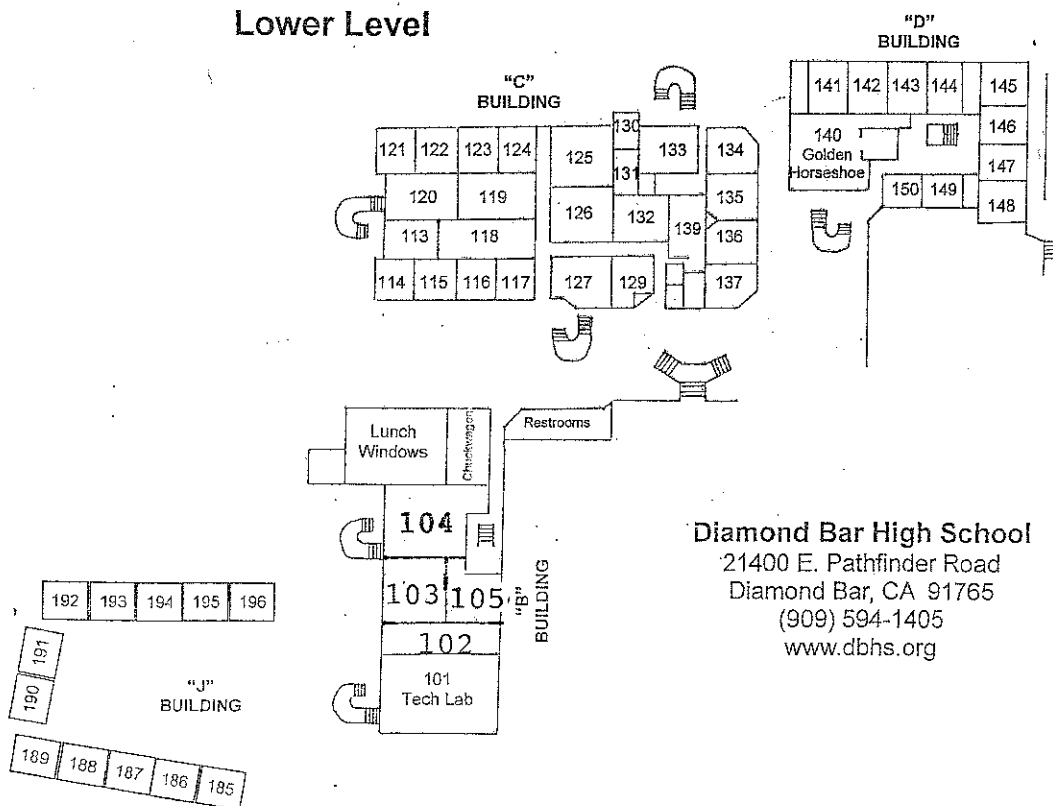 Lower Level
"D"
BUILDING
141 142 143 144 145
146
140
Golden
Horseshoe
147
150 149
148
"C"
BUILDING
130
121 122 123 124
125
133
134
131
120 119
135
126
132
139
113 118
136
114 115 116 117
127 129
137
Lunch
Windows
Chuckwagon
Restrooms
104
103 105
"B"
BUILDING
102
101
Tech Lab
Diamond Bar High School
21400 E. Pathfinder Road
Diamond Bar, CA 91765
(909) 594-1405
www.dbhs.org
192 193 194 195 196
191
190
"J"
BUILDING
189 188 187 186 185